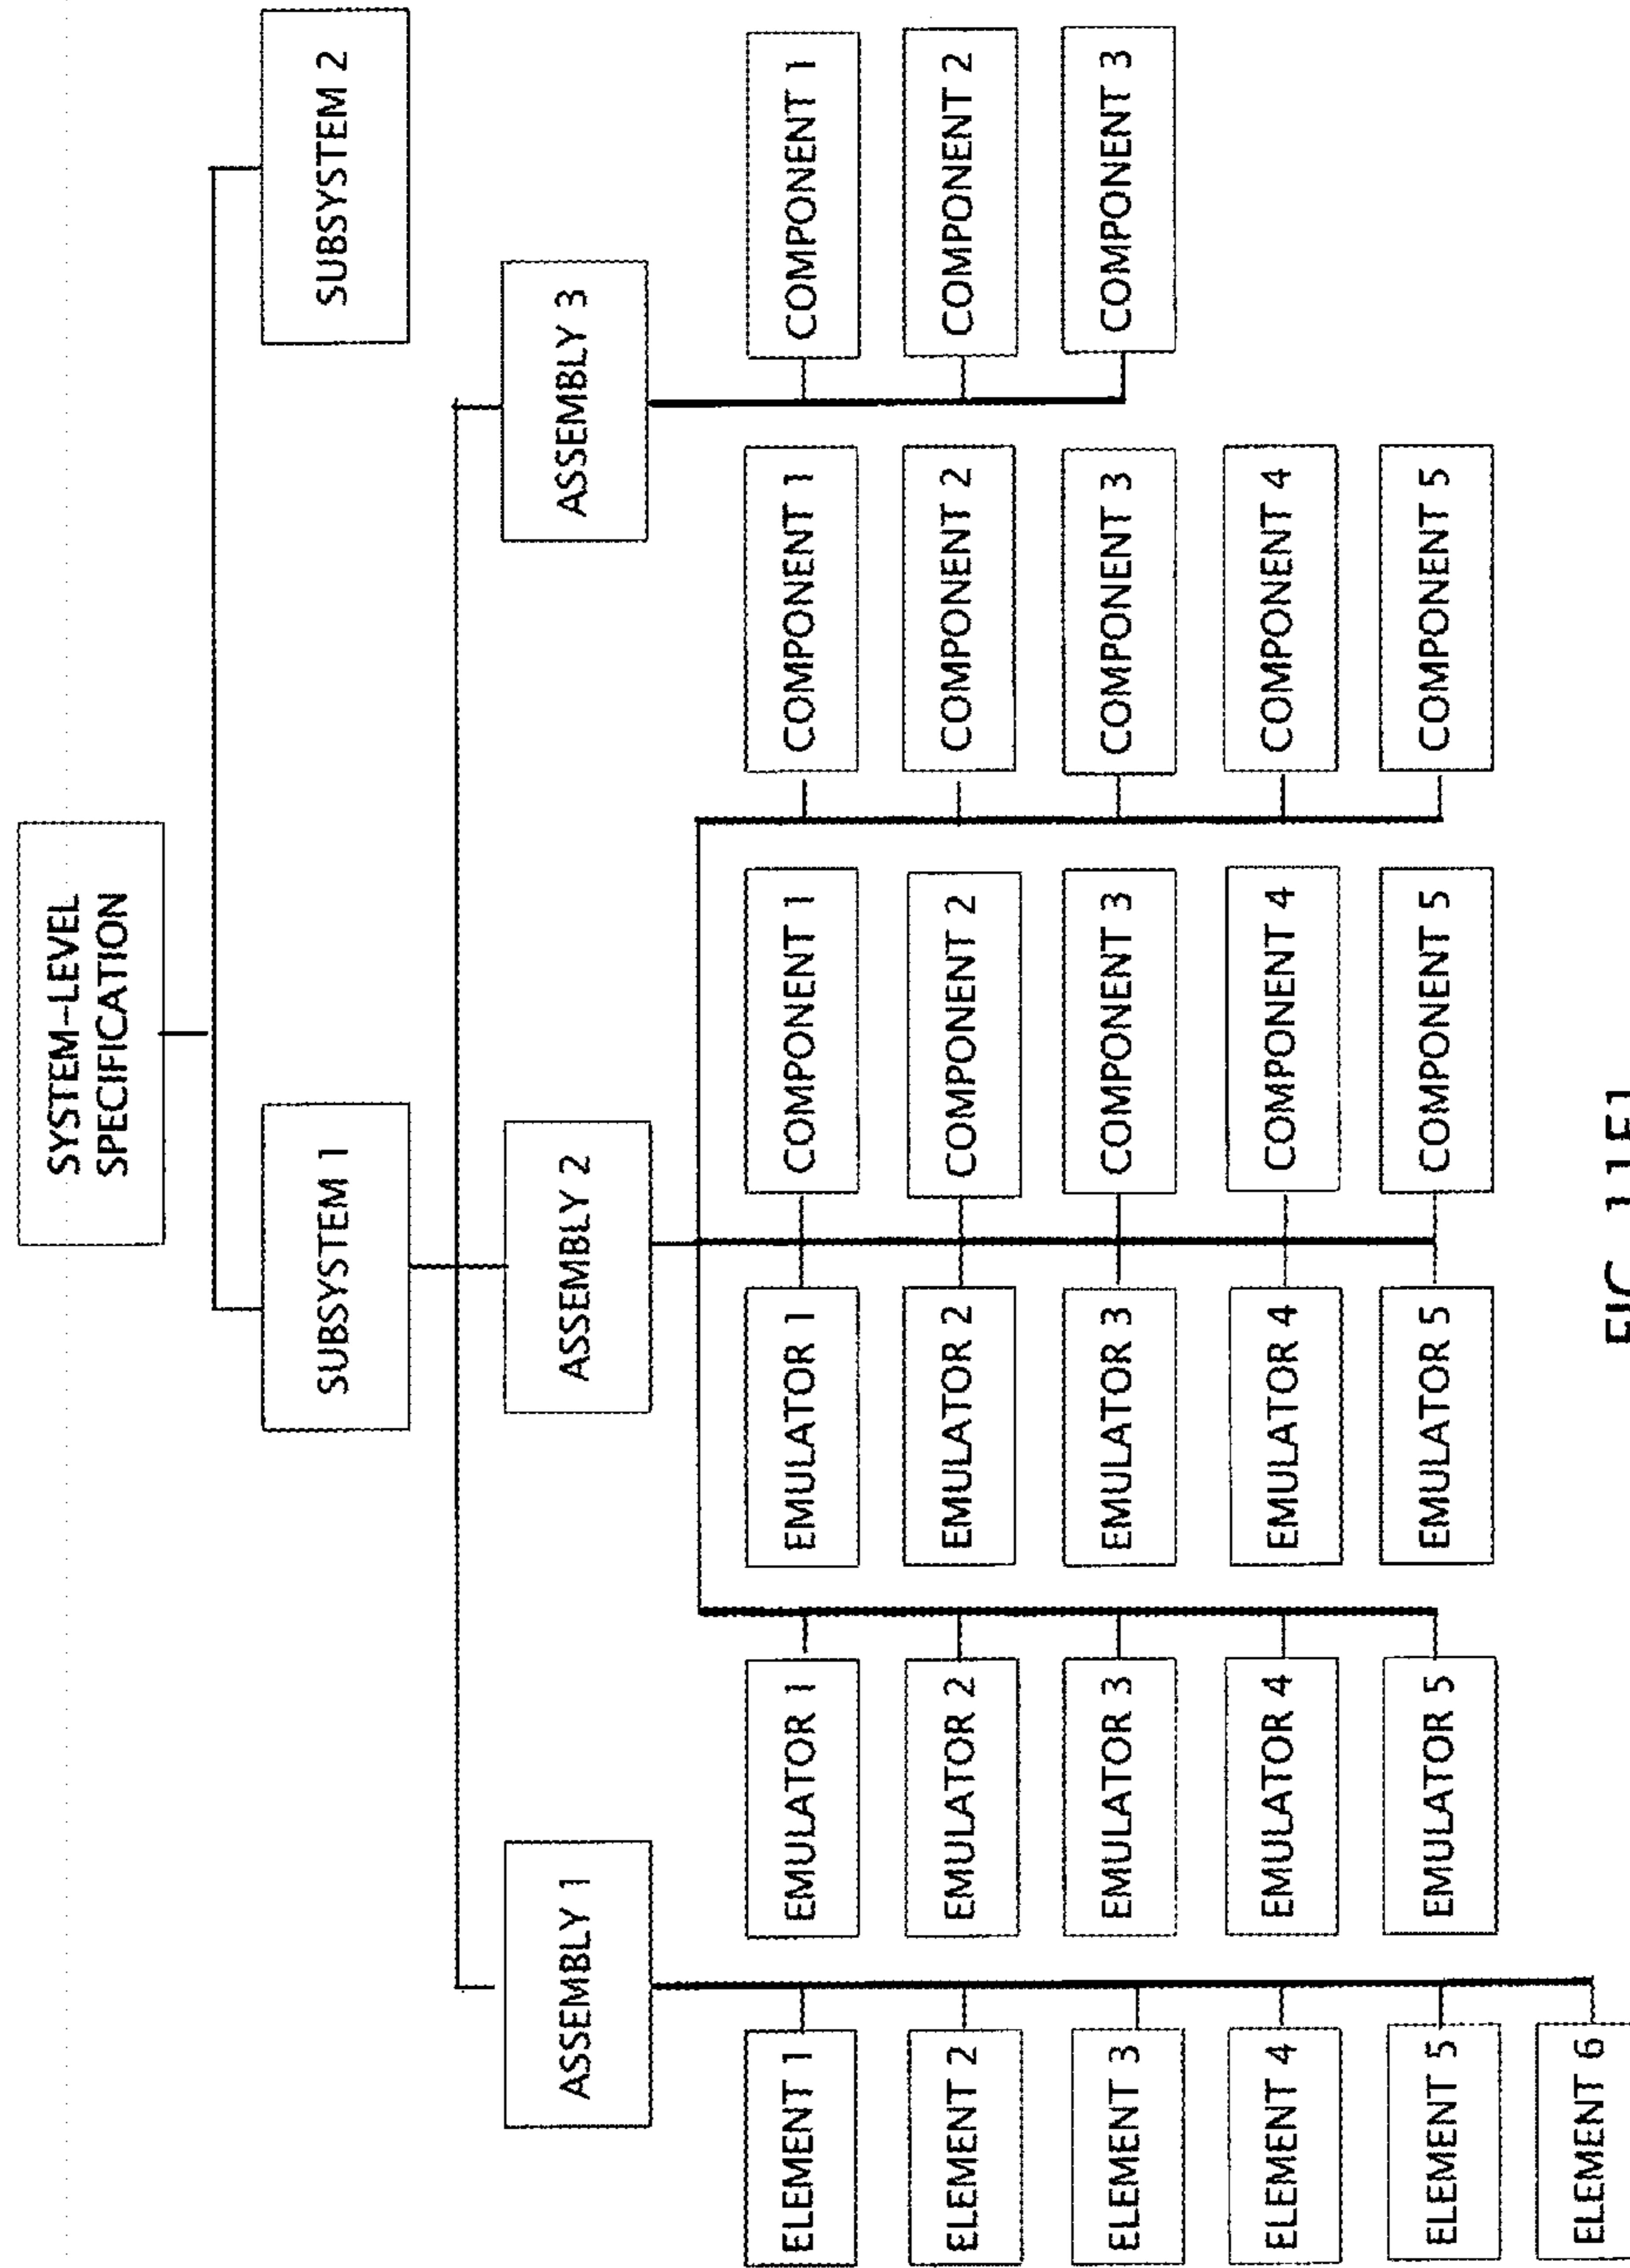 SYSTEM-LEVEL
SPECIFICATION
SUBSYSTEM 1
SUBSYSTEM 2
ASSEMBLY 1
ASSEMBLY 2
ASSEMBLY 3
ELEMENT 1
ELEMENT 2
ELEMENT 3
ELEMENT 4
ELEMENT 5
ELEMENT 6
EMULATOR 1
EMULATOR 2
EMULATOR 3
EMULATOR 4
EMULATOR 5
EMULATOR 1
EMULATOR 2
EMULATOR 3
EMULATOR 4
EMULATOR 5
COMPONENT 1
COMPONENT 2
COMPONENT 3
COMPONENT 4
COMPONENT 5
COMPONENT 1
COMPONENT 2
COMPONENT 3
COMPONENT 4
COMPONENT 5
COMPONENT 1
COMPONENT 2
COMPONENT 3